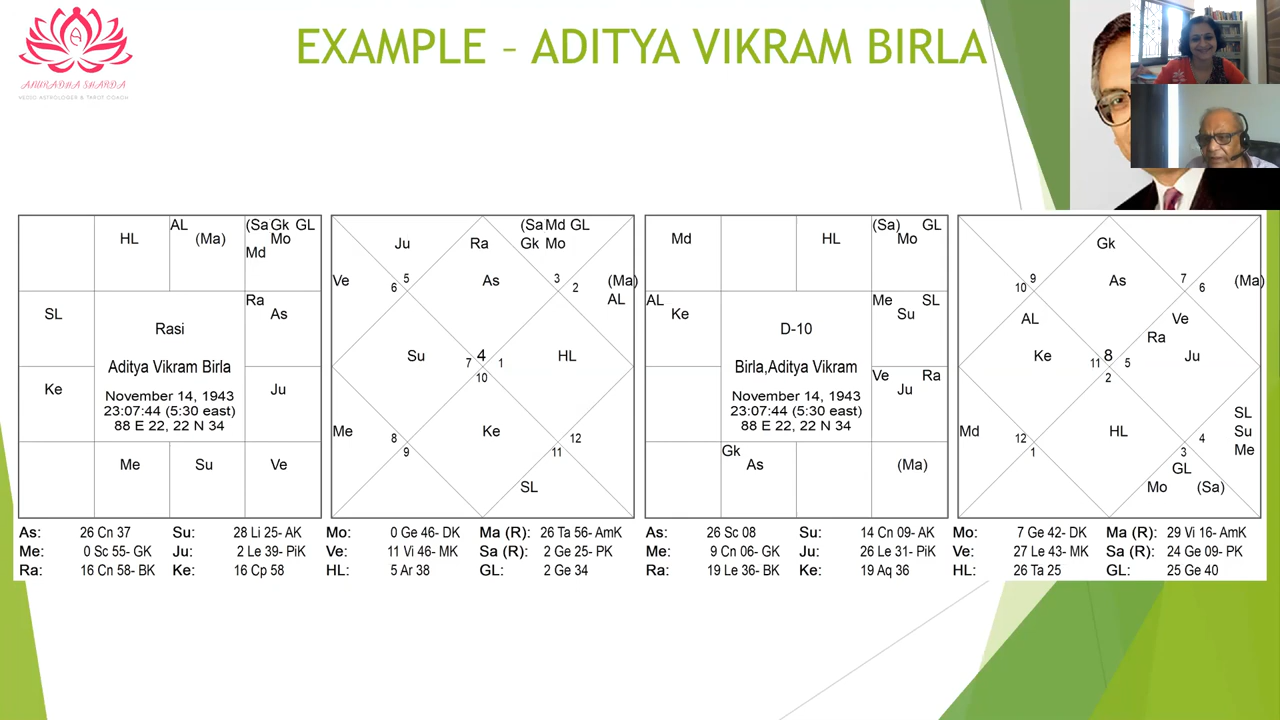 EXAMPLE – ADITYA VIKRAM BIRLA
ANURADHA SHARDA
VEDIC ASTROLOGER & TAROT COACH
HL
AL
(Ma)
(Sa Gk GL
Mo
Md
SL
Ra
As
Rasi
Aditya Vikram Birla
November 14, 1943
23:07:44 (5:30 east)
88 E 22, 22 N 34
Ke
Ju
Me
Su
Ve
Ju
Ra
(Sa Md GL
Gk Mo
Ve
5
6
As
3
2
(Ma)
AL
Su
7
4
1
10
HL
Me
8
9
Ke
12
11
SL
Md
HL
(Sa)
GL
Mo
AL
Ke
Me
SL
Su
D-10
Birla,Aditya Vikram
November 14, 1943
23:07:44 (5:30 east)
88 E 22, 22 N 34
Ve
Ra
Ju
Gk
As
(Ma)
Gk
9
10
As
7
6
(Ma)
AL
Ve
Ra
Ke
11
8
5
2
Ju
Md
12
1
HL
4
3
SL
Su
Me
GL
Mo
(Sa)
As: 26 Cn 37 Su: 28 Li 25- AK Mo: 0 Ge 46- DK Ma (R): 26 Ta 56- AmK
Me: 0 Sc 55- GK Ju: 2 Le 39- PiK Ve: 11 Vi 46- MK Sa (R): 2 Ge 25- PK
Ra: 16 Cn 58- BK Ke: 16 Cp 58 HL: 5 Ar 38 GL: 2 Ge 34
As: 26 Sc 08 Su: 14 Cn 09- AK Mo: 7 Ge 42- DK Ma (R): 29 Vi 16- AmK
Me: 9 Cn 06- GK Ju: 26 Le 31- PiK Ve: 27 Le 43- MK Sa (R): 24 Ge 09- PK
Ra: 19 Le 36- BK Ke: 19 Aq 36 HL: 26 Ta 25 GL: 25 Ge 40